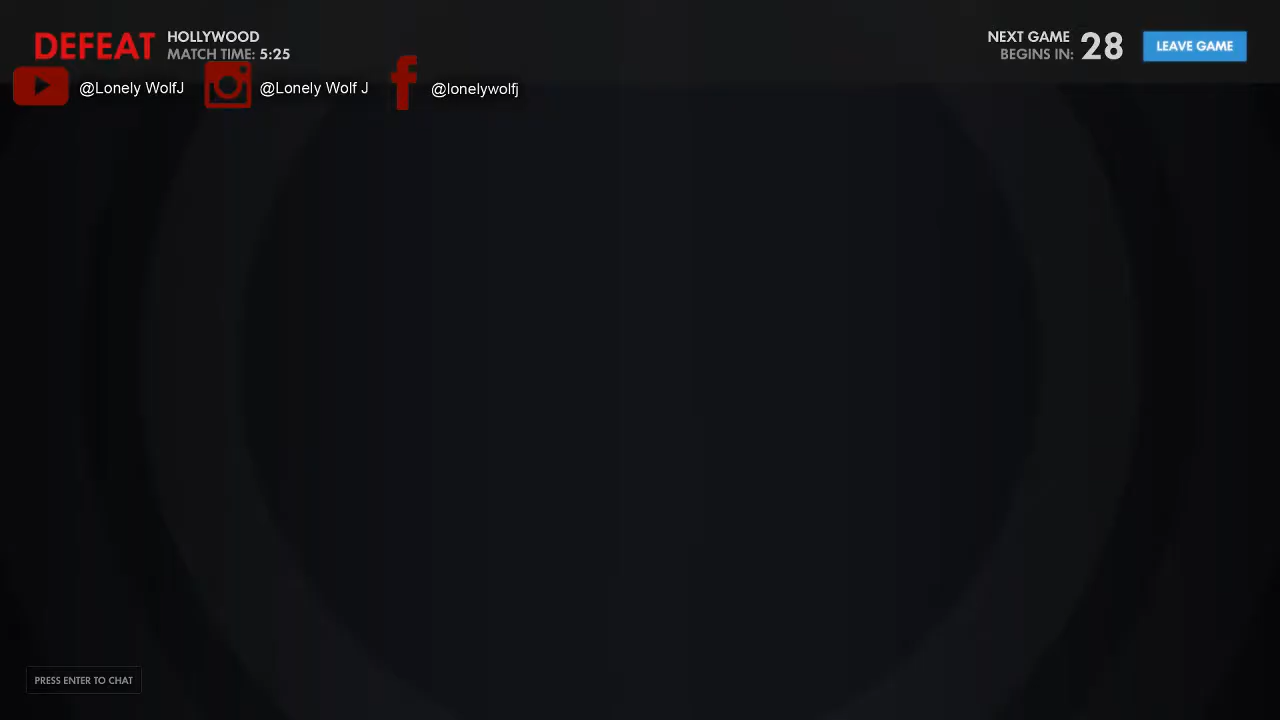 DEFEAT
HOLLYWOOD
MATCH TIME: 5:25
NEXT GAME
BEGINS IN:
28
LEAVE GAME
@Lonely WolfJ
@Lonely Wolf J
@lonelywolfj
PRESS ENTER TO CHAT